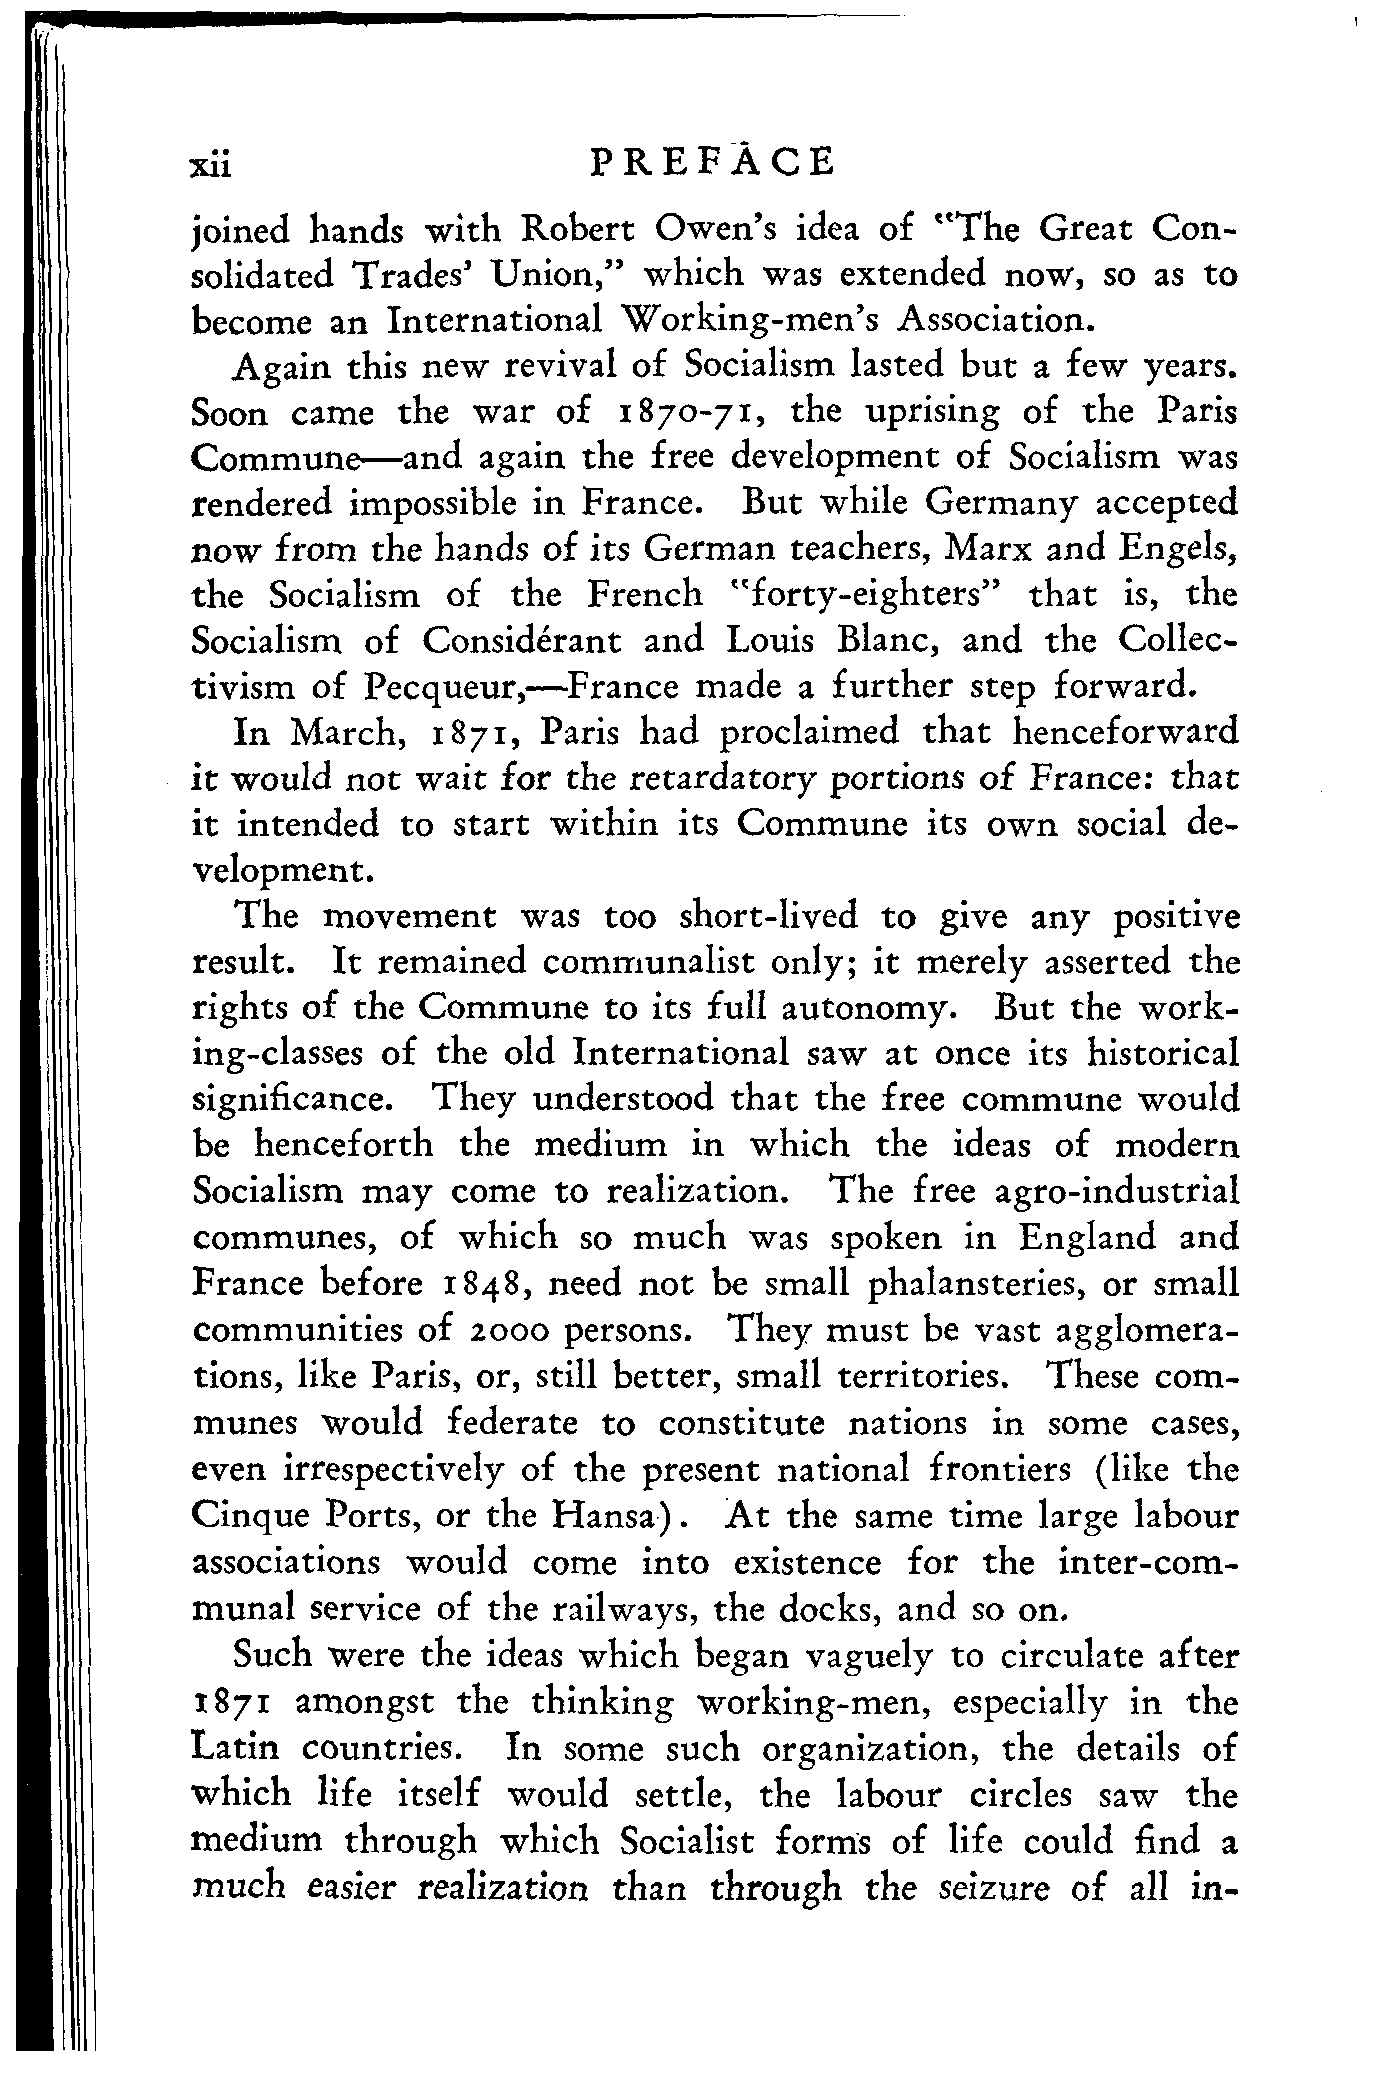 xii PREFACE
joined hands with Robert Owen's idea of "The Great Con-
solidated Trades' Union," which was extended now, so as to
become an International Working-men's Association.
Again this new revival of Socialism lasted but a few years.
Soon came the war of 1870-71, the uprising of the Paris
Commune—and again the free development of Socialism was
rendered impossible in France. But while Germany accepted
now from the hands of its German teachers, Marx and Engels,
the Socialism of the French "forty-eighters" that is, the
Socialism of Considérant and Louis Blanc, and the Collec-
tivism of Pecqueur,—France made a further step forward.
In March, 1871, Paris had proclaimed that henceforward
it would not wait for the retardatory portions of France: that
it intended to start within its Commune its own social de-
velopment.
The movement was too short-lived to give any positive
result. It remained communalist only; it merely asserted the
rights of the Commune to its full autonomy. But the work-
ing-classes of the old International saw at once its historical
significance. They understood that the free commune would
be henceforth the medium in which the ideas of modern
Socialism may come to realization. The free agro-industrial
communes, of which so much was spoken in England and
France before 1848, need not be small phalansteries, or small
communities of 2000 persons. They must be vast agglomera-
tions, like Paris, or, still better, small territories. These com-
munes would federate to constitute nations in some cases,
even irrespectively of the present national frontiers (like the
Cinque Ports, or the Hansa). At the same time large labour
associations would come into existence for the inter-com-
munal service of the railways, the docks, and so on.
Such were the ideas which began vaguely to circulate after
1871 amongst the thinking working-men, especially in the
Latin countries. In some such organization, the details of
which life itself would settle, the labour circles saw the
medium through which Socialist forms of life could find a
much easier realization than through the seizure of all in-